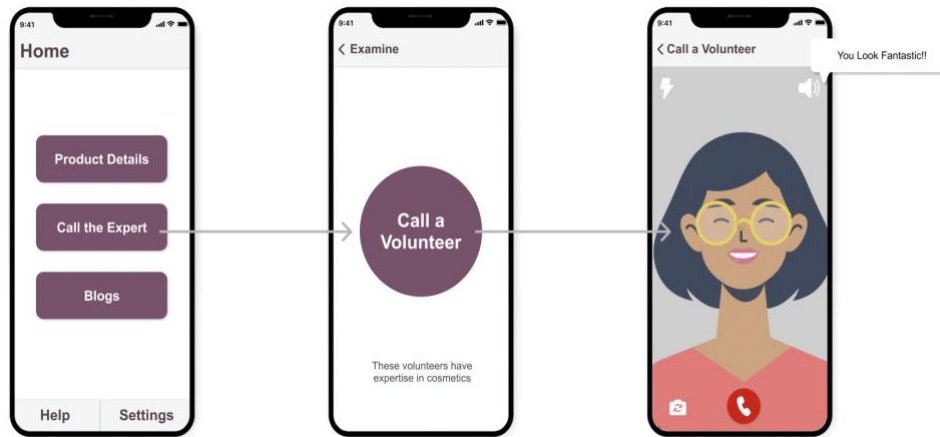 9:41
Home
Product Details
Call the Expert
Blogs
Help
Settings
9:41
Examine
Call a
Volunteer
These volunteers have
expertise in cosmetics
9:41
Call a Volunteer
You Look Fantastic!!